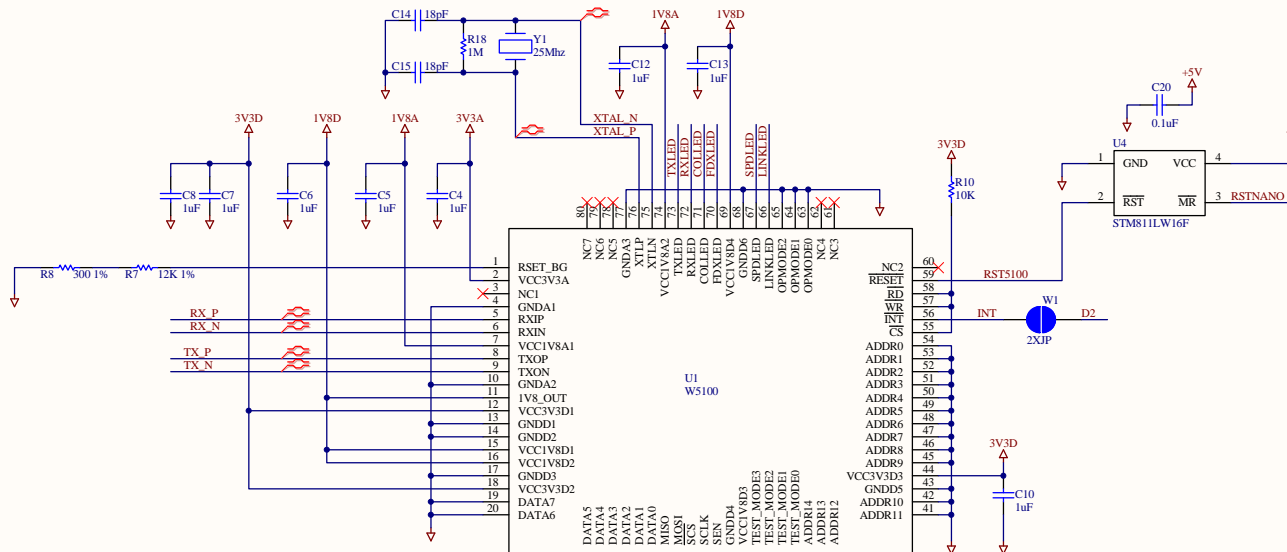 C14 18pF
R18
1M
Y1
25Mhz
C15 18pF
1V8A
1V8D
C12
1uF
C13
1uF
+5V
C20
0.1uF
3V3D
1V8D
1V8A
3V3A
XTAL_N
XTAL_P
TXLED
RXLED
COLLED
FDXLED
SPDLED
LINKLED
C8
1uF
C7
1uF
C6
1uF
C5
1uF
C4
1uF
3V3D
R10
10K
U4
1 GND VCC 4
2 RST MR 3 RSTNANO
STM811LW16F
80 79 78 77 76 75 74 73 72 71 70 69 68 67 66 65 64 63 62 61
NC7
NC6
NC5
GNDA3
XTLP
XTLN
VCC1V8A2
TXLED
RXLED
COLLED
FDXLED
VCC1V8D4
GND6
SPDLED
LINKLED
OPMODE2
OPMODE1
OPMODE0
NC4
NC3
R8 300 1% R7 12K 1%
RX_P
RX_N
TX_P
TX_N
1 RSET_BG
2 VCC3V3A
3 NC1
4 GNDA1
5 RXIP
6 RXIN
7 VCC1V8A1
8 TXOP
9 TXON
10 GNDA2
11 1V8_OUT
12 VCC3V3D1
13 GNDD1
14 GNDD2
15 VCC1V8D1
16 VCC1V8D2
17 GNDD3
18 VCC3V3D2
19 DATA7
20 DATA6
U1
W5100
NC2 60
RESET 59 RST5100
RD 58
WR 57
INT 56 INT
CS 55
W1
2XJP
D2
ADDR0 54
ADDR1 53
ADDR2 52
ADDR3 51
ADDR4 50
ADDR5 49
ADDR6 48
ADDR7 47
ADDR8 46
ADDR9 45
VCC3V3D3 44
GNDD5 43
ADDR10 42
ADDR11 41
3V3D
C10
1uF
DATA5
DATA4
DATA3
DATA2
DATA1
DATA0
MISO
MOSI
SCS
SCLK
SEN
GNDD4
VCC1V8D3
TEST_MODE3
TEST_MODE2
TEST_MODE1
TEST_MODE0
ADDR14
ADDR13
ADDR12